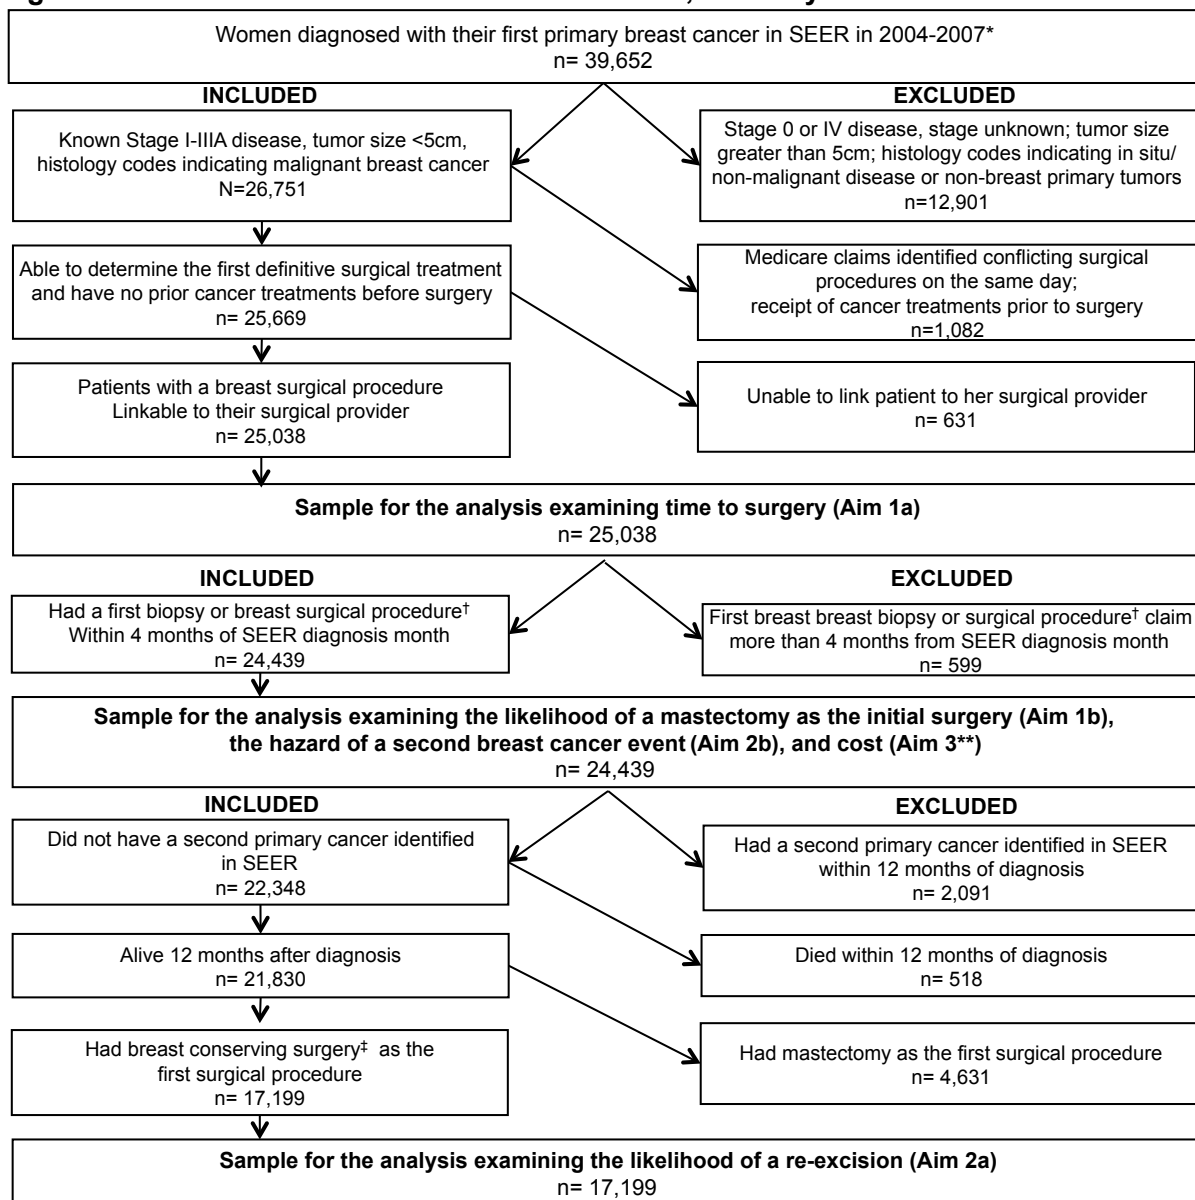 Women diagnosed with their first primary breast cancer in SEER in 2004-2007*
n= 39,652
INCLUDED
EXCLUDED
Known Stage I-IIIA disease, tumor size <5cm,
histology codes indicating malignant breast cancer
N=26,751
Stage 0 or IV disease, stage unknown; tumor size
greater than 5cm; histology codes indicating in situ/
non-malignant disease or non-breast primary tumors
n=12,901
Able to determine the first definitive surgical treatment
and have no prior cancer treatments before surgery
n= 25,669
Medicare claims identified conflicting surgical
procedures on the same day;
receipt of cancer treatments prior to surgery
n=1,082
Patients with a breast surgical procedure
Linkable to their surgical provider
n= 25,038
Unable to link patient to her surgical provider
n= 631
Sample for the analysis examining time to surgery (Aim 1a)
n= 25,038
INCLUDED
EXCLUDED
Had a first biopsy or breast surgical procedure†
Within 4 months of SEER diagnosis month
n= 24,439
First breast breast biopsy or surgical procedure† claim
more than 4 months from SEER diagnosis month
n= 599
Sample for the analysis examining the likelihood of a mastectomy as the initial surgery (Aim 1b),
the hazard of a second breast cancer event (Aim 2b), and cost (Aim 3**)
n= 24,439
INCLUDED
EXCLUDED
Did not have a second primary cancer identified
in SEER
n= 22,348
Had a second primary cancer identified in SEER
within 12 months of diagnosis
n= 2,091
Alive 12 months after diagnosis
n= 21,830
Died within 12 months of diagnosis
n= 518
Had breast conserving surgery‡ as the
first surgical procedure
n= 17,199
Had mastectomy as the first surgical procedure
n= 4,631
Sample for the analysis examining the likelihood of a re-excision (Aim 2a)
n= 17,199